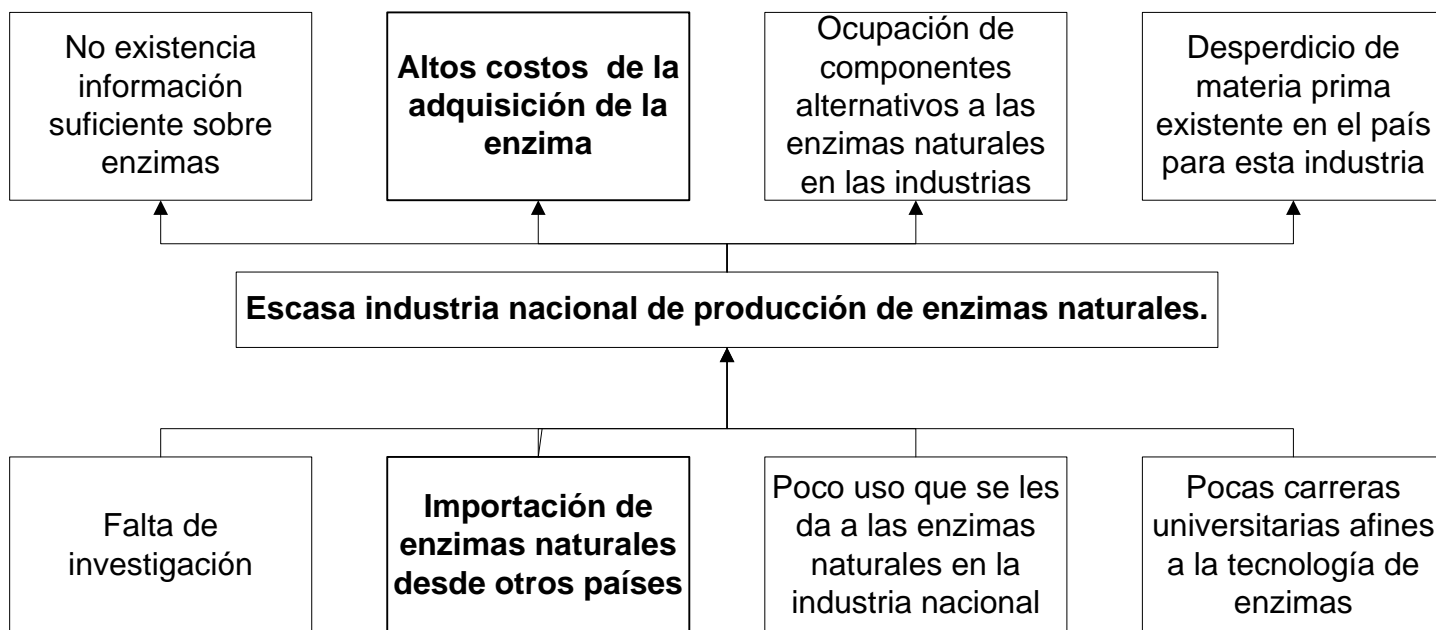 No existencia
información
suficiente sobre
enzimas
Altos costos  de la
adquisición de la
enzima
Ocupación de
componentes
alternativos a las
enzimas naturales
en las industrias
Desperdicio de
materia prima
existente en el país
para esta industria
Escasa industria nacional de producción de enzimas naturales.
Falta de
investigación
Importación de
enzimas naturales
desde otros países
Poco uso que se les
da a las enzimas
naturales en la
industria nacional
Pocas carreras
universitarias afines
a la tecnología de
enzimas